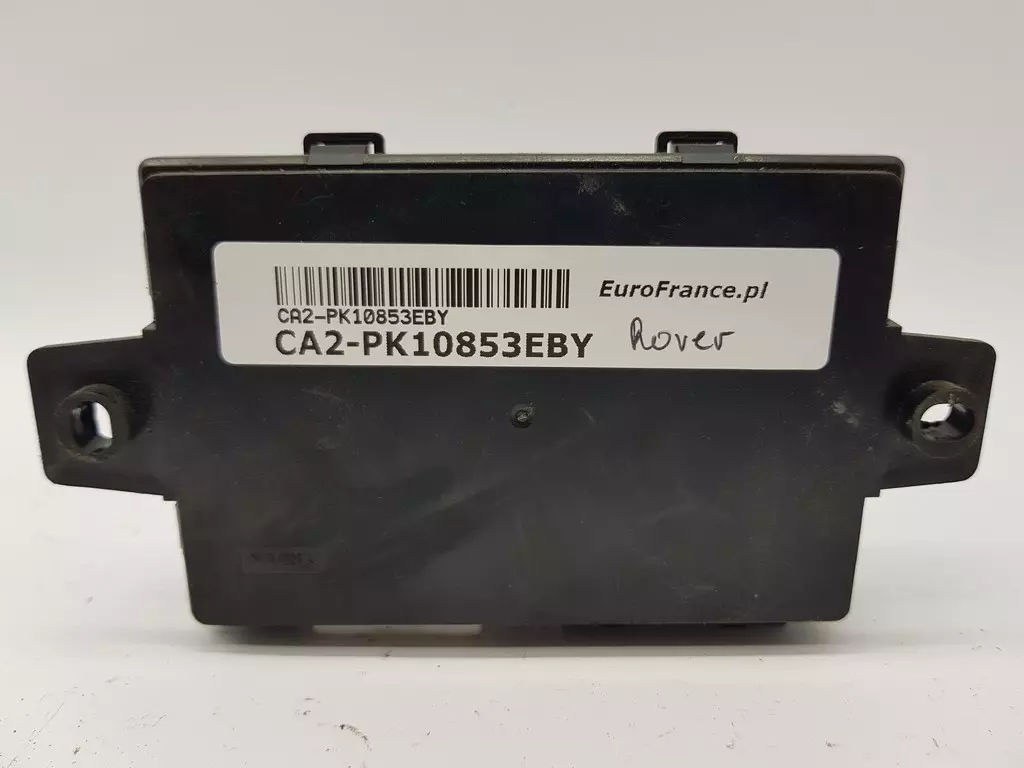 EuroFrance.pl
CA2-PK10853EBY
CA2-PK10853EBY Rover